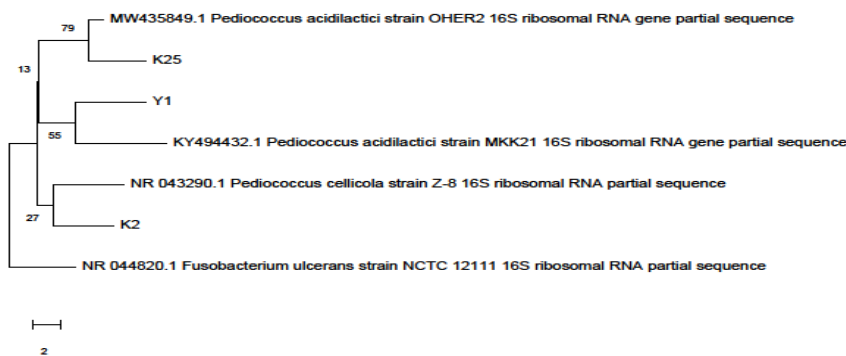 MW435849.1 Pediococcus acidilactici strain OHER2 16S ribosomal RNA gene partial sequence
79
K25
13
Y1
55
KY494432.1 Pediococcus acidilactici strain MKK21 16S ribosomal RNA gene partial sequence
NR 043290.1 Pediococcus cellicola strain Z-8 16S ribosomal RNA partial sequence
27
K2
NR 044820.1 Fusobacterium ulcerans strain NCTC 12111 16S ribosomal RNA partial sequence
2